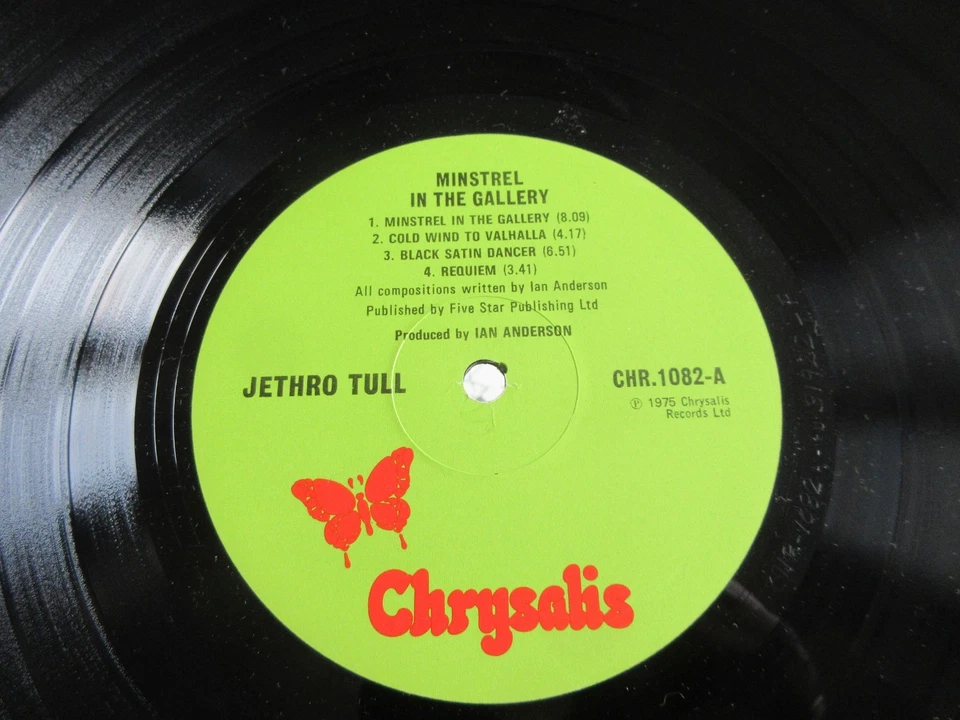 MINSTREL
IN THE GALLERY
1. MINSTREL IN THE GALLERY (8.09)
2. COLD WIND TO VALHALLA (4.17)
3. BLACK SATIN DANCER (6.51)
4. REQUIEM (3.41)
All compositions written by Ian Anderson
Published by Five Star Publishing Ltd
Produced by IAN ANDERSON
JETHRO TULL
CHR.1082-A
℗ 1975 Chrysalis
Records Ltd
Chrysalis